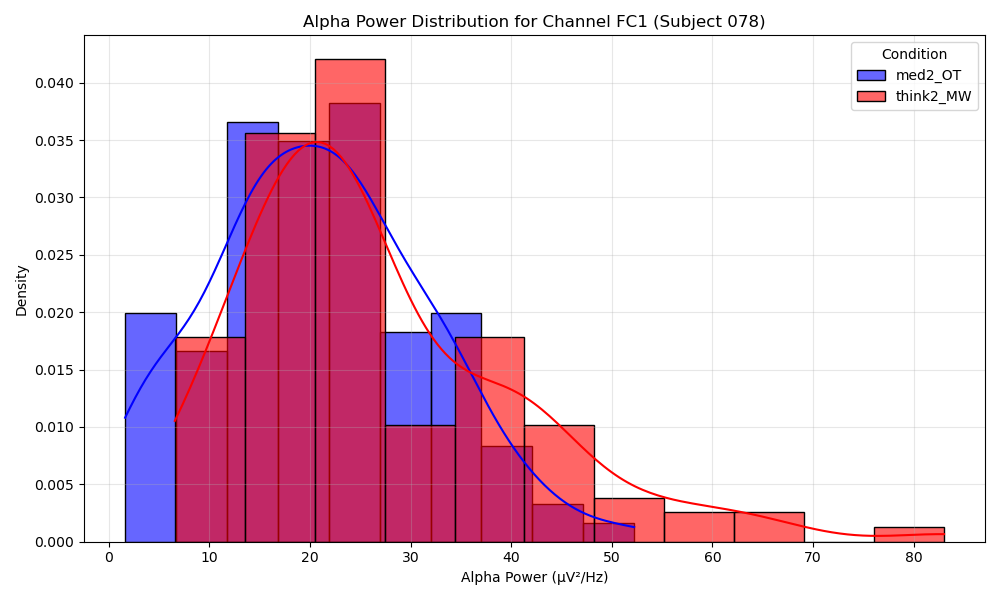 Alpha Power Distribution for Channel FC1 (Subject 078)
Condition
med2_OT
think2_MW
0.040
0.035
0.030
0.025
0.020
0.015
0.010
0.005
0.000
Density
0 10 20 30 40 50 60 70 80
Alpha Power (μV²/Hz)